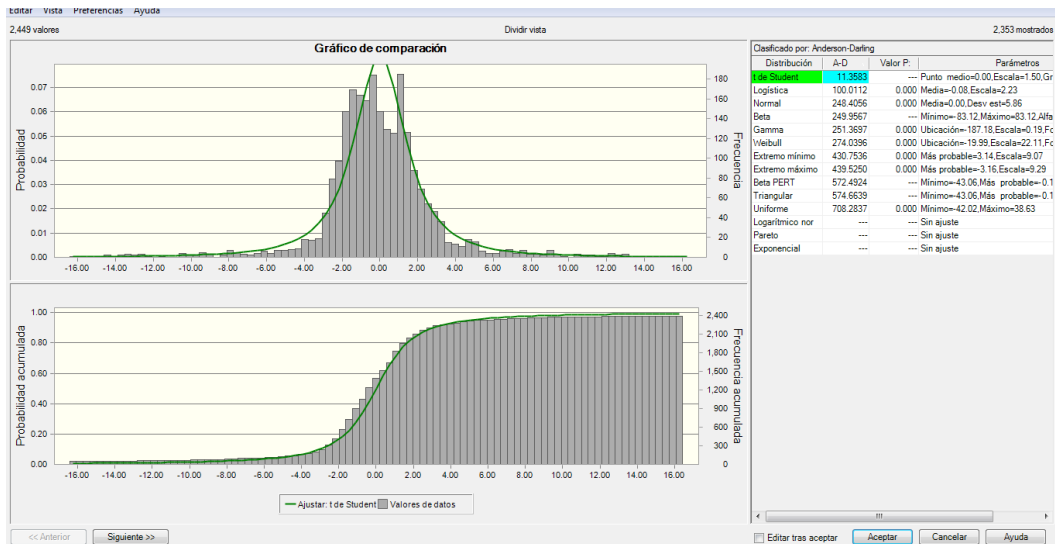 Editar Vista Preferencias Ayuda
2,449 valores Dividir vista 2,353 mostrados
Gráfico de comparación
Probabilidad
0.07
0.06
0.05
0.04
0.03
0.02
0.01
0.00
180
160
140
120
100
80
60
40
20
0
Frecuencia
-16.00 -14.00 -12.00 -10.00 -8.00 -6.00 -4.00 -2.00 0.00 2.00 4.00 6.00 8.00 10.00 12.00 14.00 16.00
Probabilidad acumulada
1.00
0.80
0.60
0.40
0.20
0.00
2,400
2,100
1,800
1,500
1,200
900
600
300
0
Frecuencia acumulada
-16.00 -14.00 -12.00 -10.00 -8.00 -6.00 -4.00 -2.00 0.00 2.00 4.00 6.00 8.00 10.00 12.00 14.00 16.00
Ajustar: t de Student Valores de datos
Clasificado por: Anderson-Darling
Distribución A-D Valor P: Parámetros
t de Student 11.3583 --- Punto medio=0.00,Escala=1.50,Gr
Logística 100.0112 0.000 Media=-0.08,Escala=2.23
Normal 248.4056 0.000 Media=0.00,Desv est=5.86
Beta 249.9567 --- Mínimo=-83.12,Máximo=83.12,Alfa
Gamma 251.3697 0.000 Ubicación=-187.18,Escala=0.19,Fo
Weibull 274.0396 0.000 Ubicación=-19.99,Escala=22.11,Fo
Extremo mínimo 430.7536 0.000 Más probable=3.14,Escala=9.07
Extremo máximo 439.5250 0.000 Más probable=-3.16,Escala=9.29
Beta PERT 572.4924 --- Mínimo=-43.06,Más probable=-0.1
Triangular 574.6639 --- Mínimo=-43.06,Más probable=-0.1
Uniforme 708.2837 0.000 Mínimo=-42.02,Máximo=38.63
Logarítmico nor --- --- Sin ajuste
Pareto --- --- Sin ajuste
Exponencial --- --- Sin ajuste
<< Anterior Siguiente >> Editar tras aceptar Aceptar Cancelar Ayuda